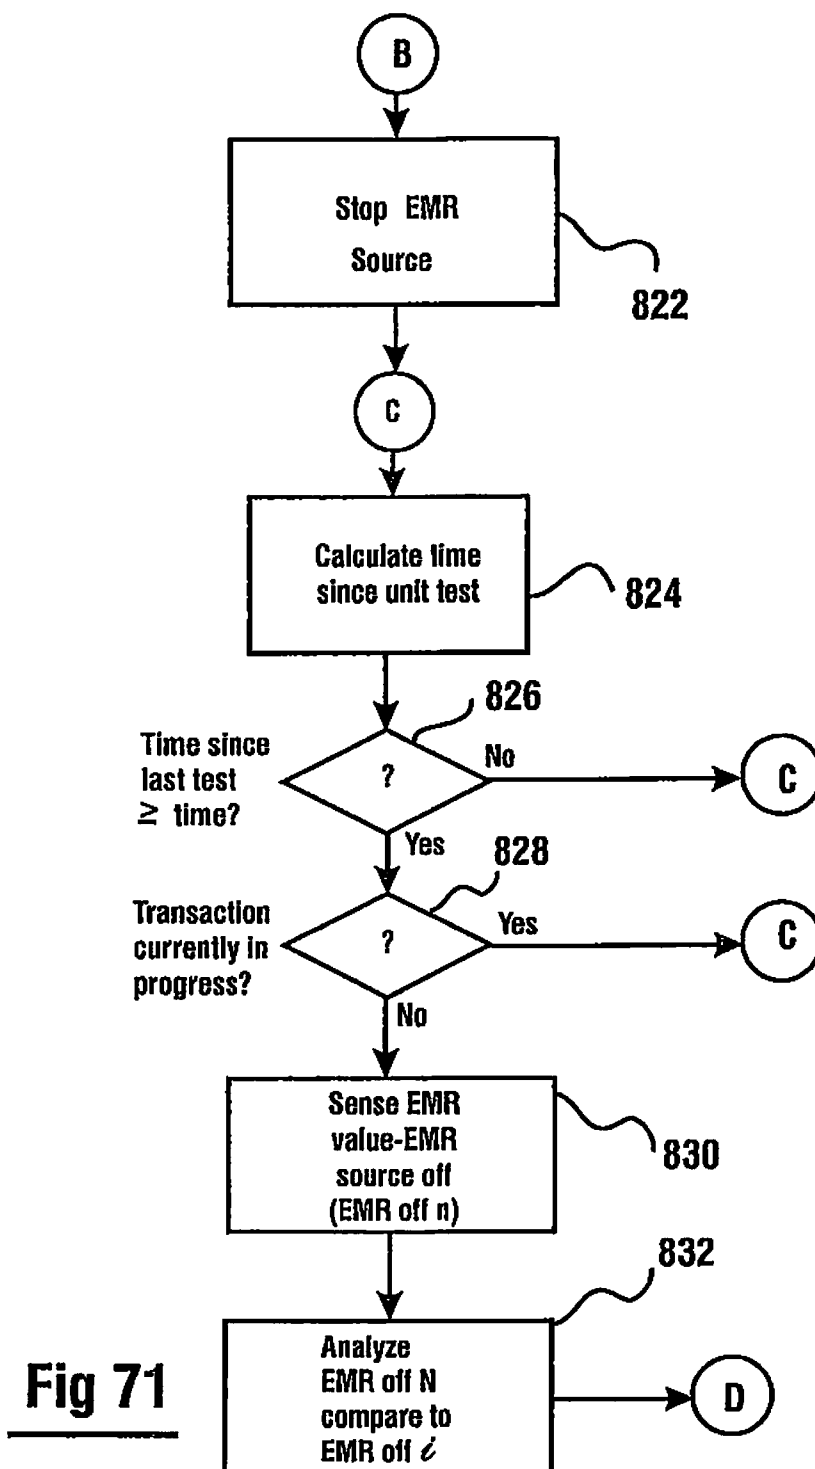 B
Stop EMR
Source
822
C
Calculate time
since unit test
824
826
Time since
last test
≥ time?
?
No
C
Yes
828
Transaction
currently in
progress?
?
Yes
C
No
Sense EMR
value-EMR
source off
(EMR off n)
830
832
Analyze
EMR off N
compare to
EMR off i
D
Fig 71